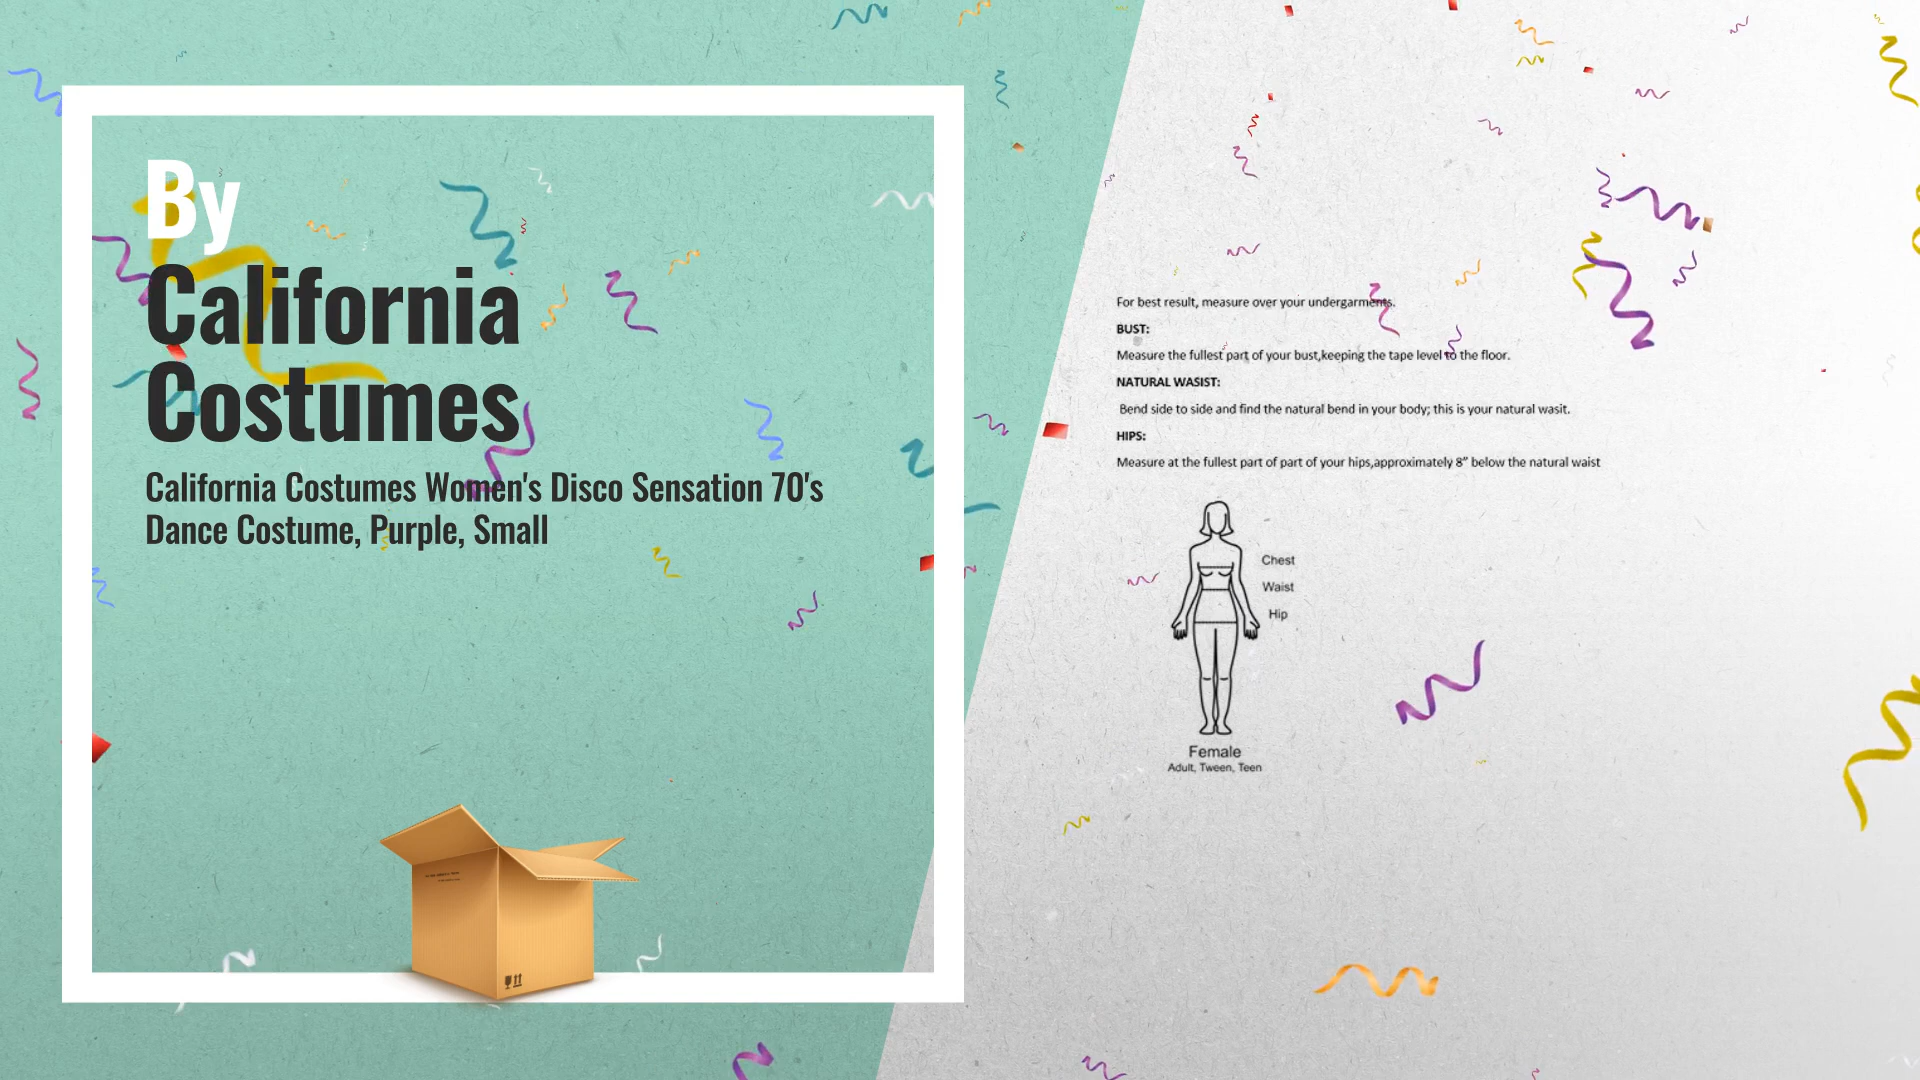 By
California
Costumes
California Costumes Women's Disco Sensation 70's
Dance Costume, Purple, Small
For best result, measure over your undergarments.
BUST:
Measure the fullest part of your bust,keeping the tape level to the floor.
NATURAL WASIST:
Bend side to side and find the natural bend in your body; this is your natural wasit.
HIPS:
Measure at the fullest part of part of your hips,approximately 8” below the natural waist
Chest
Waist
Hip
Female
Adult, Tween, Teen